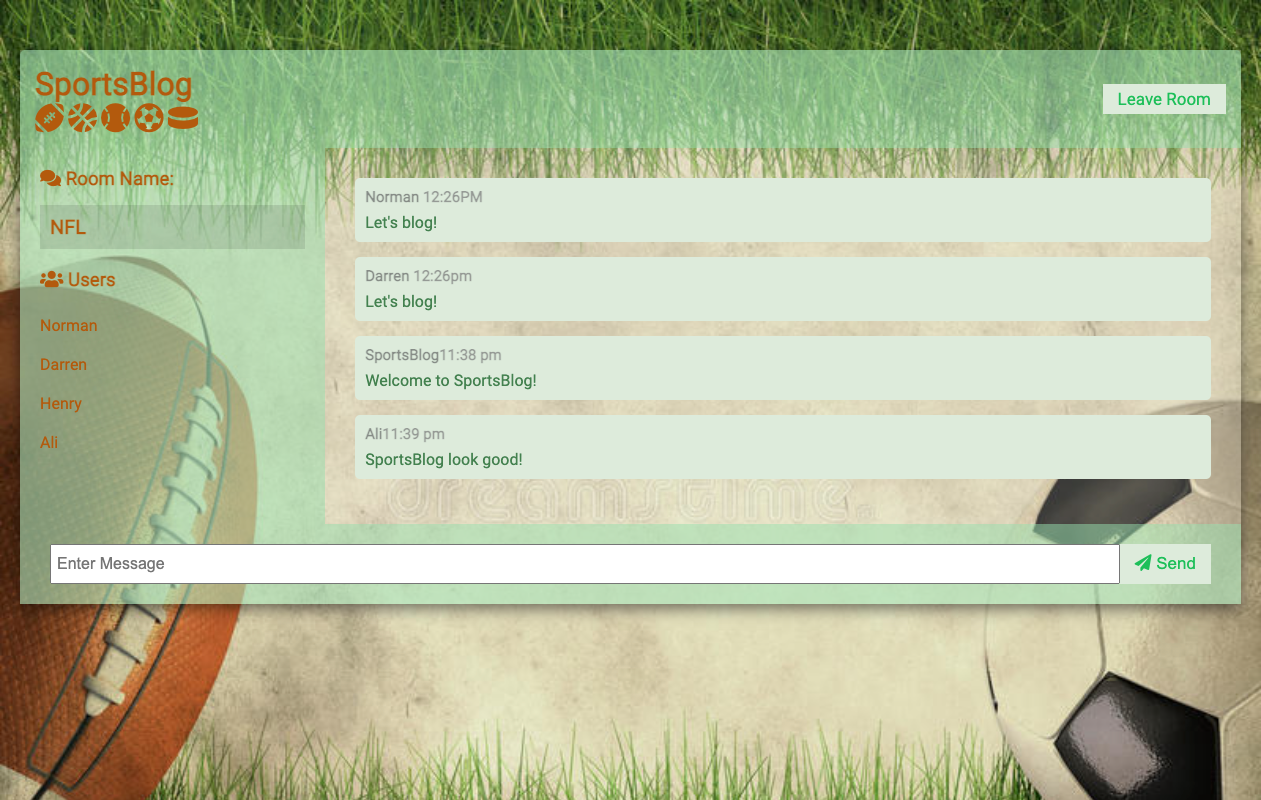 SportsBlog
Leave Room
Room Name:
NFL
Users
Norman
Darren
Henry
Ali
Norman 12:26PM
Let's blog!
Darren 12:26pm
Let's blog!
SportsBlog11:38 pm
Welcome to SportsBlog!
Ali11:39 pm
SportsBlog look good!
dreamstime.
Enter Message
Send